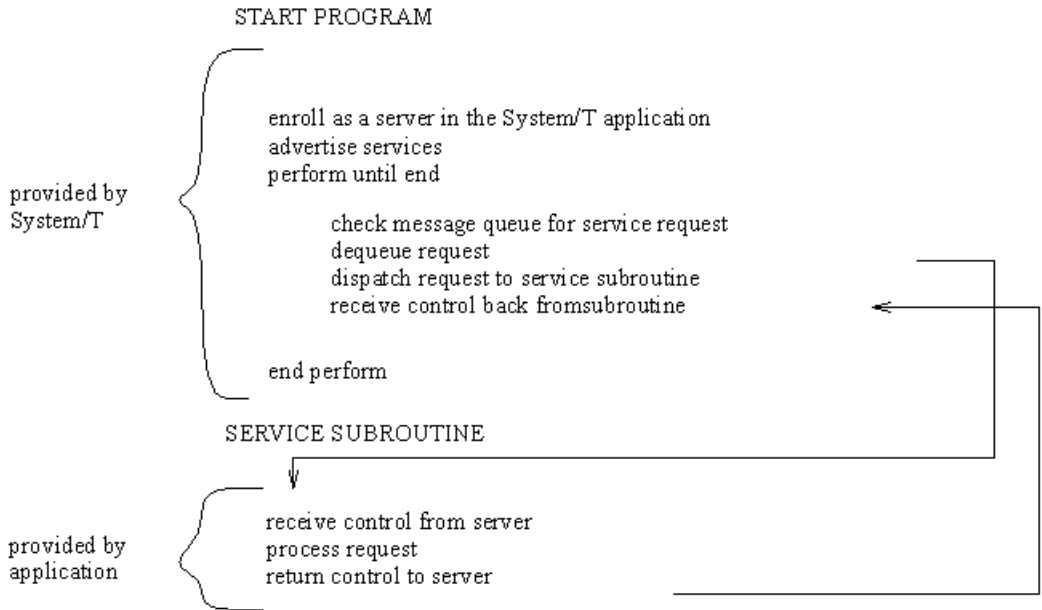 START PROGRAM
enroll as a server in the System/T application
advertise services
perform until end
provided by
System/T
check message queue for service request
dequeue request
dispatch request to service subroutine
receive control back fromsubroutine
end perform
SERVICE SUBROUTINE
receive control from server
process request
return control to server
provided by
application